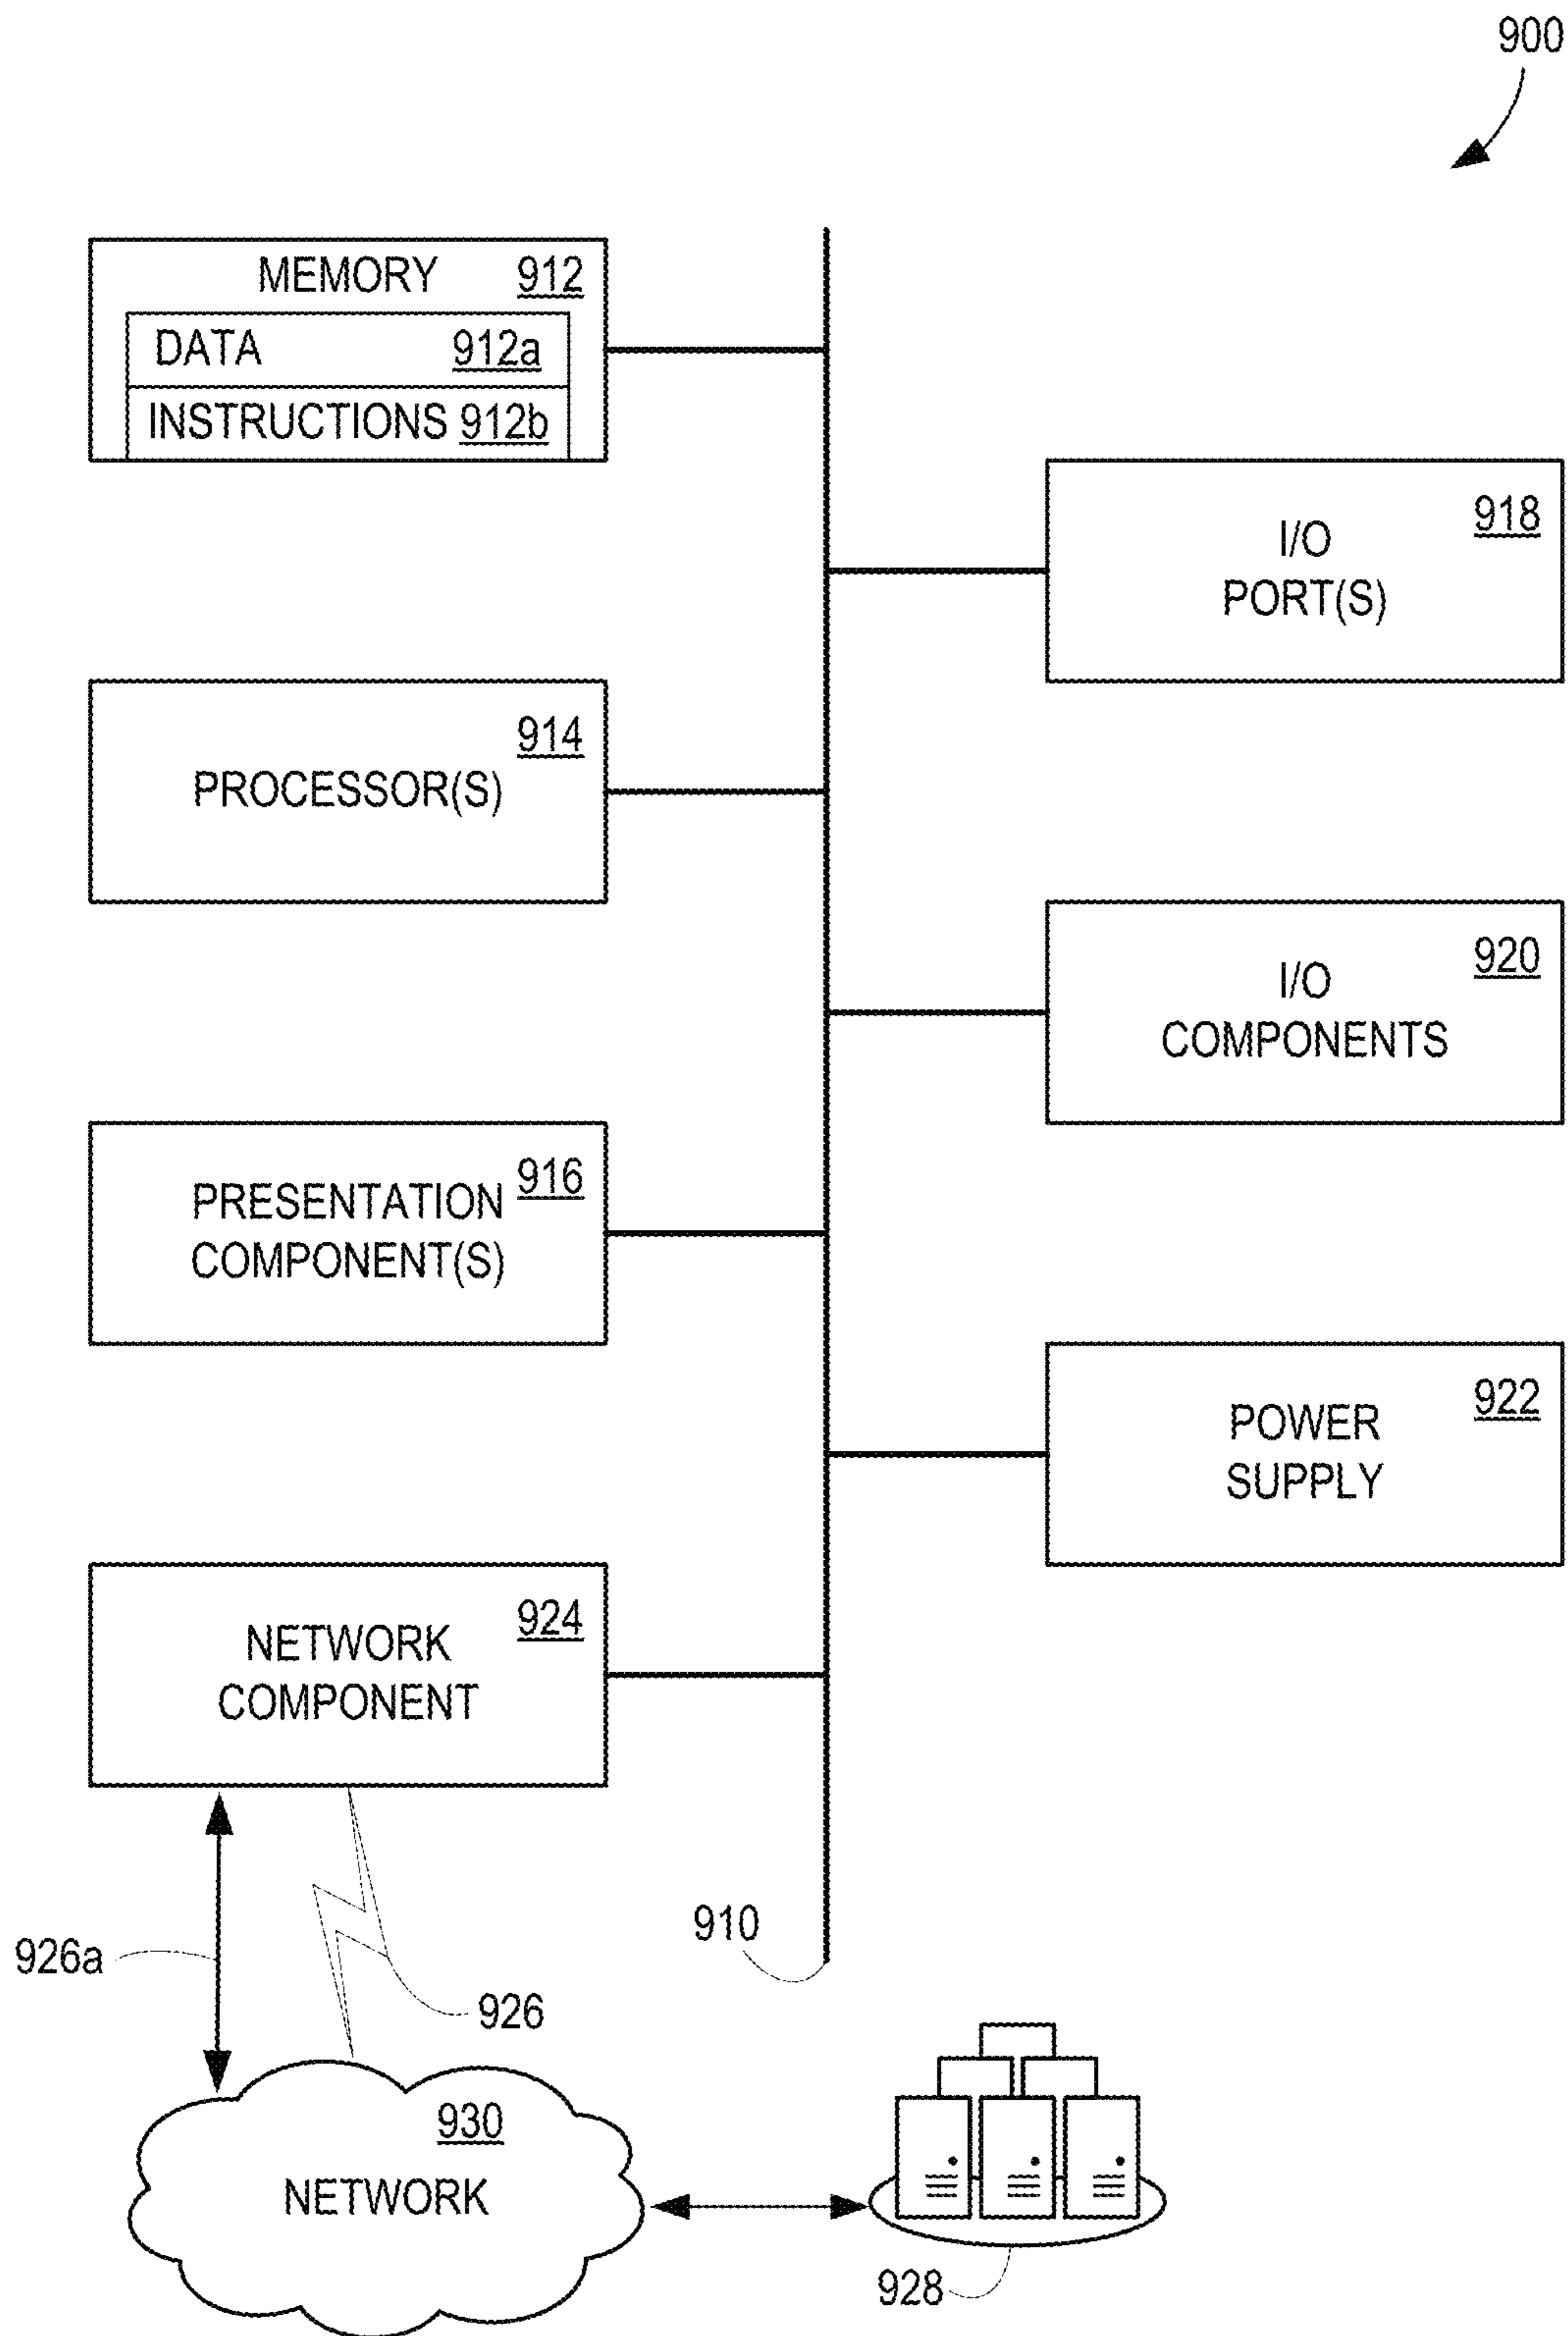 900
MEMORY 912
DATA 912a
INSTRUCTIONS 912b
918
I/O
PORT(S)
914
PROCESSOR(S)
920
I/O
COMPONENTS
916
PRESENTATION
COMPONENT(S)
922
POWER
SUPPLY
924
NETWORK
COMPONENT
910
926a
926
930
NETWORK
928